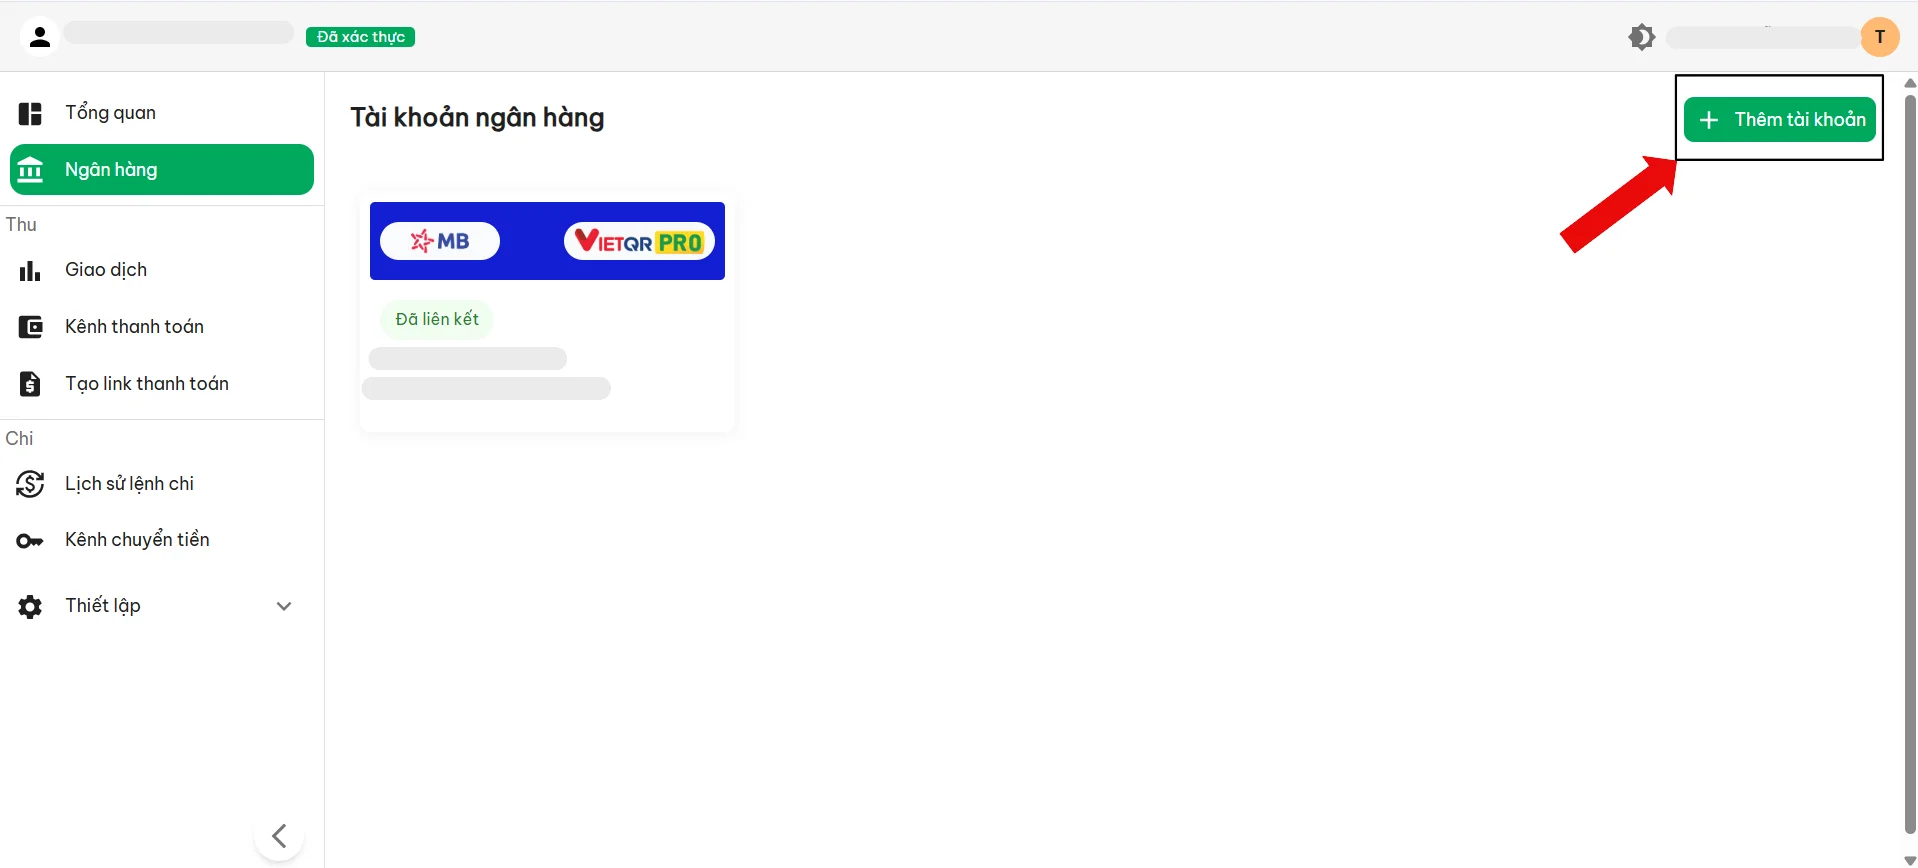 Đã xác thực
T
Tổng quan
Ngân hàng
Thu
Giao dịch
Kênh thanh toán
Tạo link thanh toán
Chi
Lịch sử lệnh chi
Kênh chuyển tiền
Thiết lập
Tài khoản ngân hàng
Thêm tài khoản
MB
VIETQR PRO
Đã liên kết